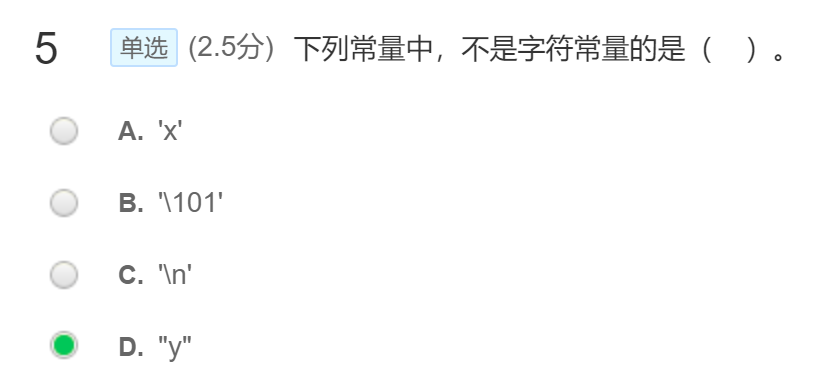 5 单选 (2.5分) 下列常量中，不是字符常量的是（　）。
A. 'x'
B. '\101'
C. '\n'
D. "y"